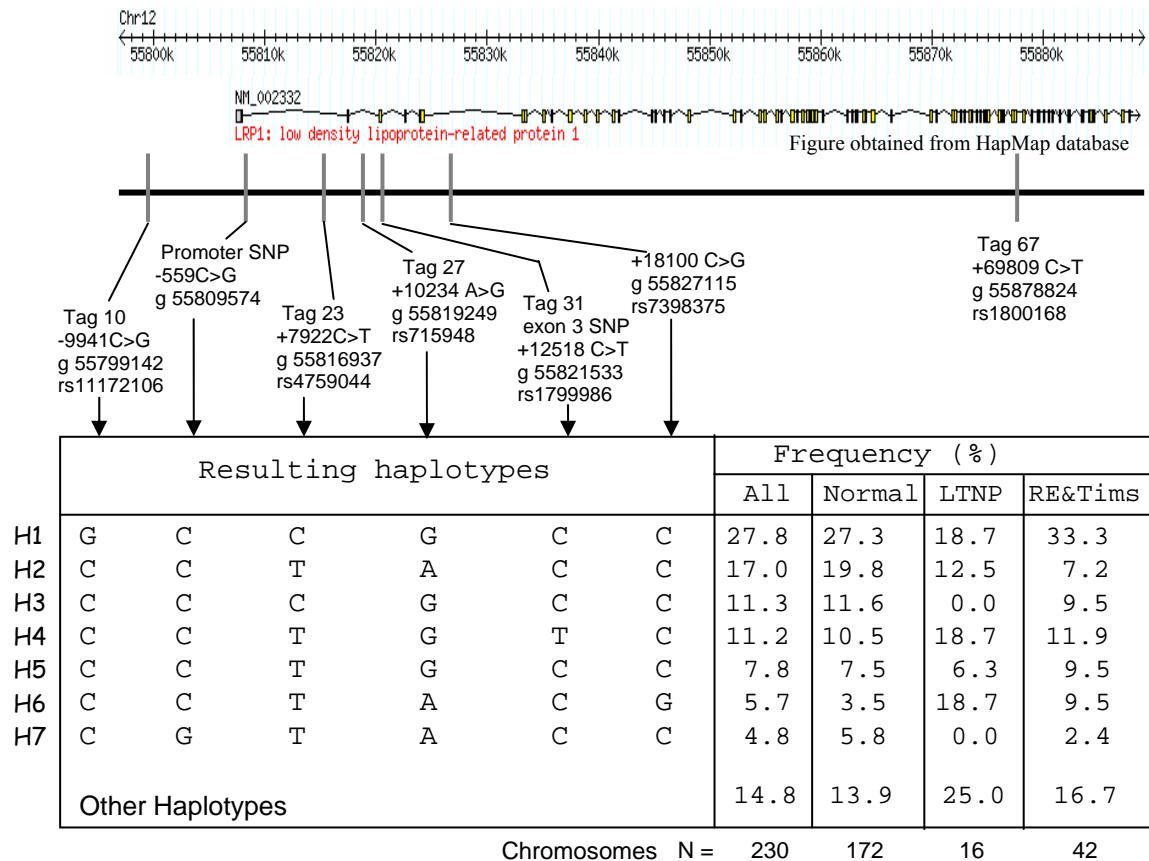 Chr12
55800k 55810k 55820k 55830k 55840k 55850k 55860k 55870k 55880k
NM_002332
LRP1: low density lipoprotein-related protein 1
Figure obtained from HapMap database
Tag 10
-9941C>G
g 55799142
rs11172106
Promoter SNP
-559C>G
g 55809574
Tag 23
+7922C>T
g 55816937
rs4759044
Tag 27
+10234 A>G
g 55819249
rs715948
Tag 31
exon 3 SNP
+12518 C>T
g 55821533
rs1799986
+18100 C>G
g 55827115
rs7398375
Tag 67
+69809 C>T
g 55878824
rs1800168
Resulting haplotypes
Frequency (%)
All Normal LTNP RE&Tims
H1 G C C G C C 27.8 27.3 18.7 33.3
H2 C C T A C C 17.0 19.8 12.5 7.2
H3 C C C G C C 11.3 11.6 0.0 9.5
H4 C C T G T C 11.2 10.5 18.7 11.9
H5 C C T G C C 7.8 7.5 6.3 9.5
H6 C C T A C G 5.7 3.5 18.7 9.5
H7 C G T A C C 4.8 5.8 0.0 2.4
Other Haplotypes 14.8 13.9 25.0 16.7
Chromosomes N = 230 172 16 42